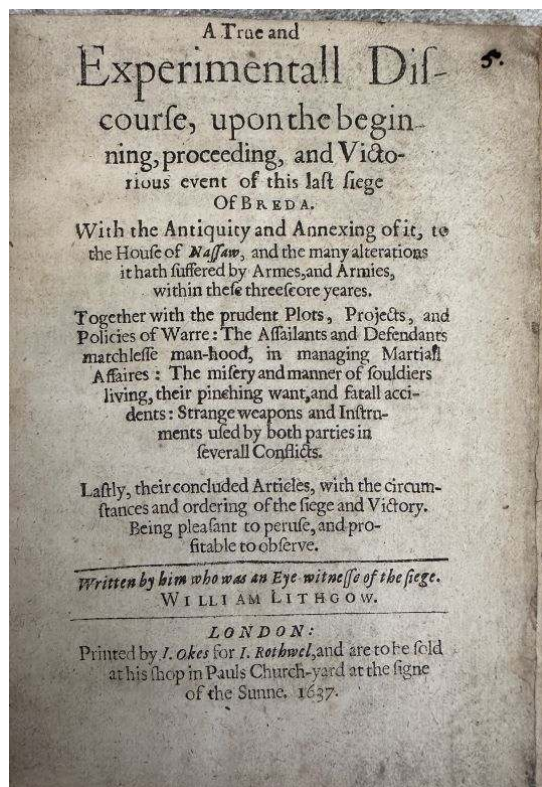 A True and
5.
Experimentall Diſ-
courſe, upon the begin-
ning, proceeding, and Victo-
rious event of this laſt ſiege
Of BREDA.
With the Antiquity and Annexing of it, to
the Houſe of Naſſaw, and the many alterations
it hath ſuffered by Armes, and Armies,
within theſe threeſcore yeares.
Together with the prudent Plots, Projects, and
Policies of Warre: The Aſſailants and Defendants
matchleſſe man-hood, in managing Martiall
Affaires: The miſery and manner of ſouldiers
living, their pinching want, and fatall acci-
dents: Strange weapons and Inſtru-
ments uſed by both parties in
ſeverall Conflicts.
Laſtly, their concluded Articles, with the circum-
ſtances and ordering of the ſiege and Victory.
Being pleaſant to peruſe, and pro-
fitable to obſerve.
Written by him who was an Eye witneſſe of the ſiege.
WILLIAM LITHGOW.
LONDON:
Printed by I. Okes for I. Rothwel, and are to be ſold
at his ſhop in Pauls Church-yard at the ſigne
of the Sunne. 1637.